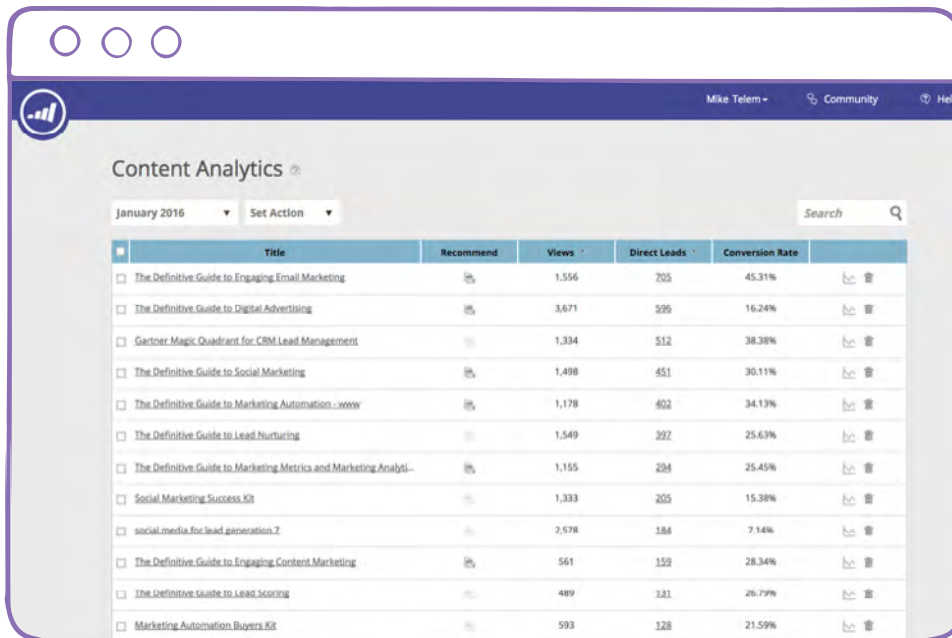 Mike Telem Community Hel
Content Analytics
January 2016 Set Action Search
Title Recommend Views Direct Leads Conversion Rate
The Definitive Guide to Engaging Email Marketing 1,556 705 45.31%
The Definitive Guide to Digital Advertising 3,671 596 16.24%
Gartner Magic Quadrant for CRM Lead Management 1,334 512 38.38%
The Definitive Guide to Social Marketing 1,498 451 30.11%
The Definitive Guide to Marketing Automation - www 1,178 402 34.13%
The Definitive Guide to Lead Nurturing 1,549 397 25.63%
The Definitive Guide to Marketing Metrics and Marketing Analyti... 1,155 294 25.45%
Social Marketing Success Kit 1,333 205 15.38%
social media for lead generation 7 2,578 184 7.14%
The Definitive Guide to Engaging Content Marketing 561 159 28.34%
The Definitive Guide to Lead Scoring 489 131 26.79%
Marketing Automation Buyers Kit 593 128 21.59%